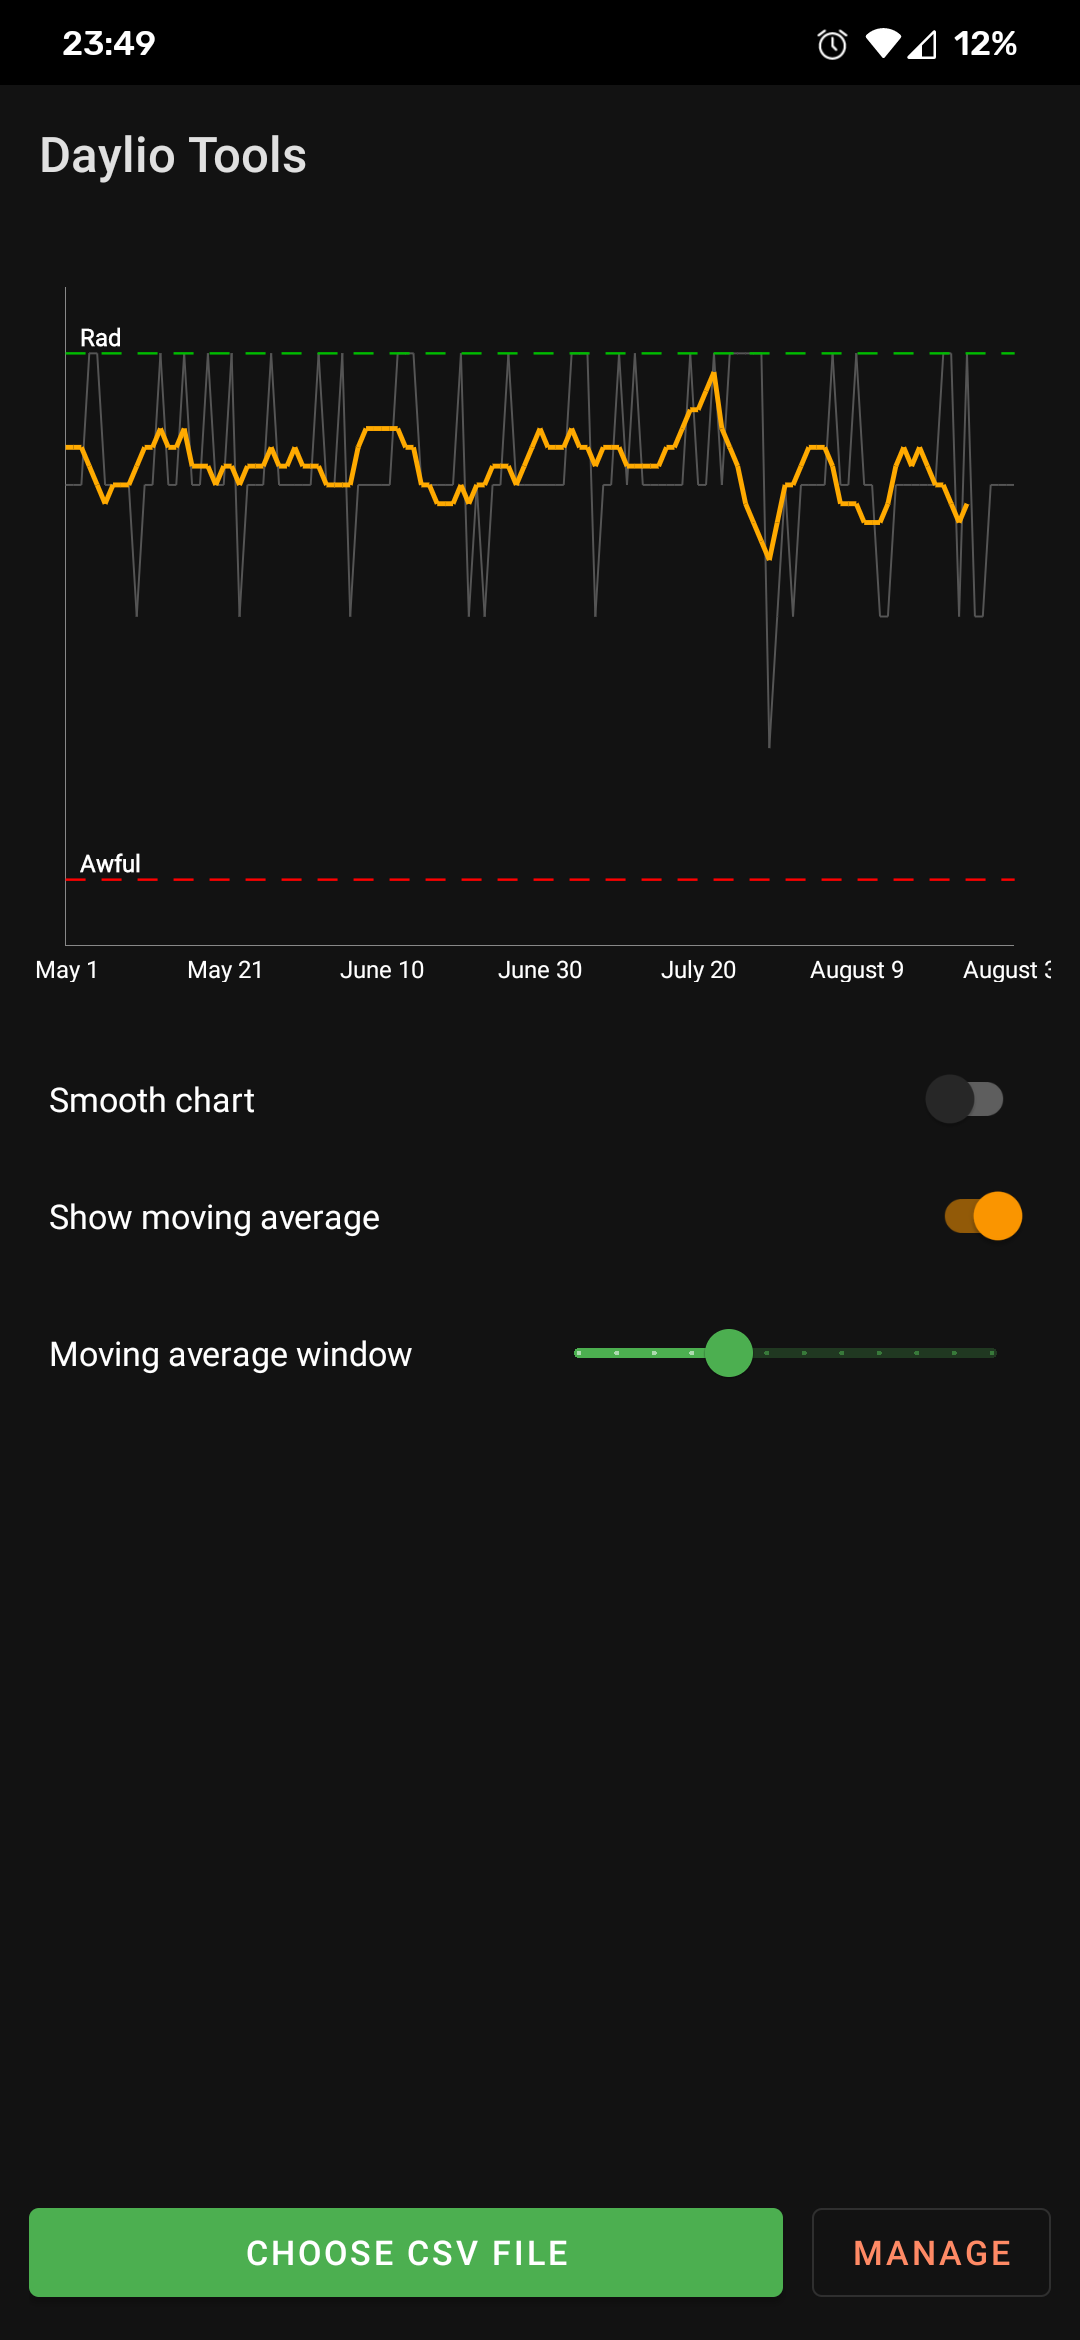 23:49 12%
Daylio Tools
Rad
Awful
May 1 May 21 June 10 June 30 July 20 August 9 August
Smooth chart
Show moving average
Moving average window
CHOOSE CSV FILE MANAGE